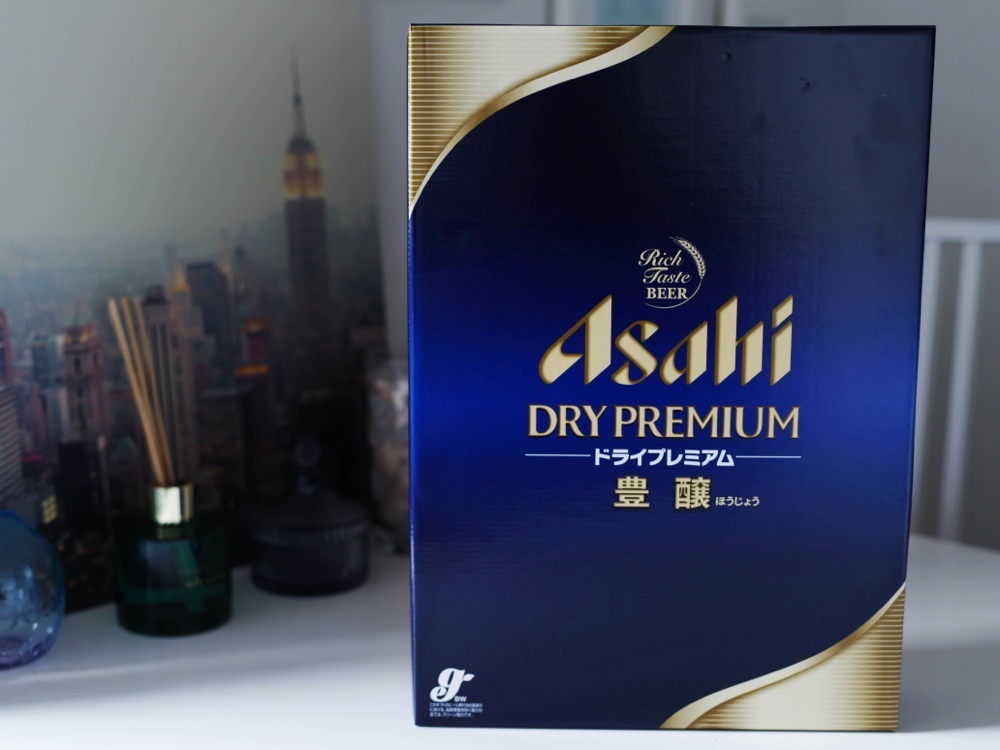 Rich
Taste
BEER
Asahi
DRY PREMIUM
ドライプレミアム
豊醸 ほうじょう
g
BW